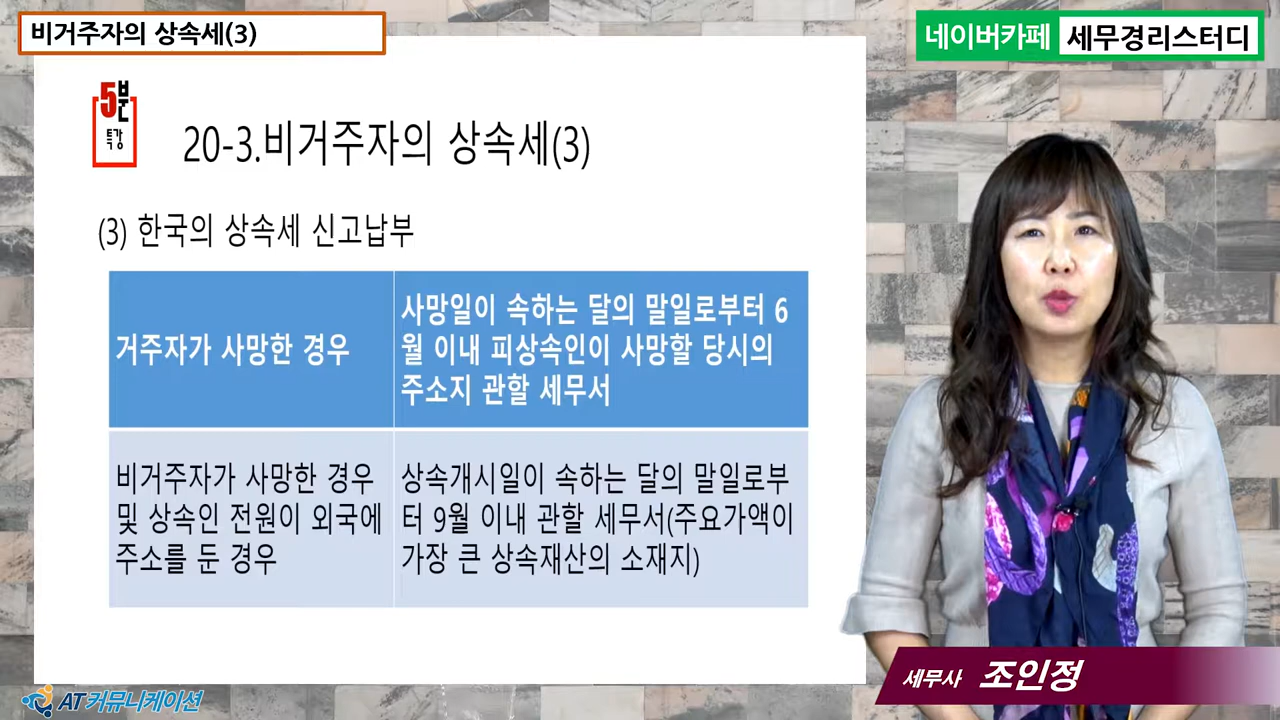 비거주자의 상속세(3)
네이버카페 세무경리스터디
5분
특강
20-3.비거주자의 상속세(3)
(3) 한국의 상속세 신고납부
거주자가 사망한 경우
사망일이 속하는 달의 말일로부터 6
월 이내 피상속인이 사망할 당시의
주소지 관할 세무서
비거주자가 사망한 경우
및 상속인 전원이 외국에
주소를 둔 경우
상속개시일이 속하는 달의 말일로부
터 9월 이내 관할 세무서(주요가액이
가장 큰 상속재산의 소재지)
세무사 조인정
AT커뮤니케이션